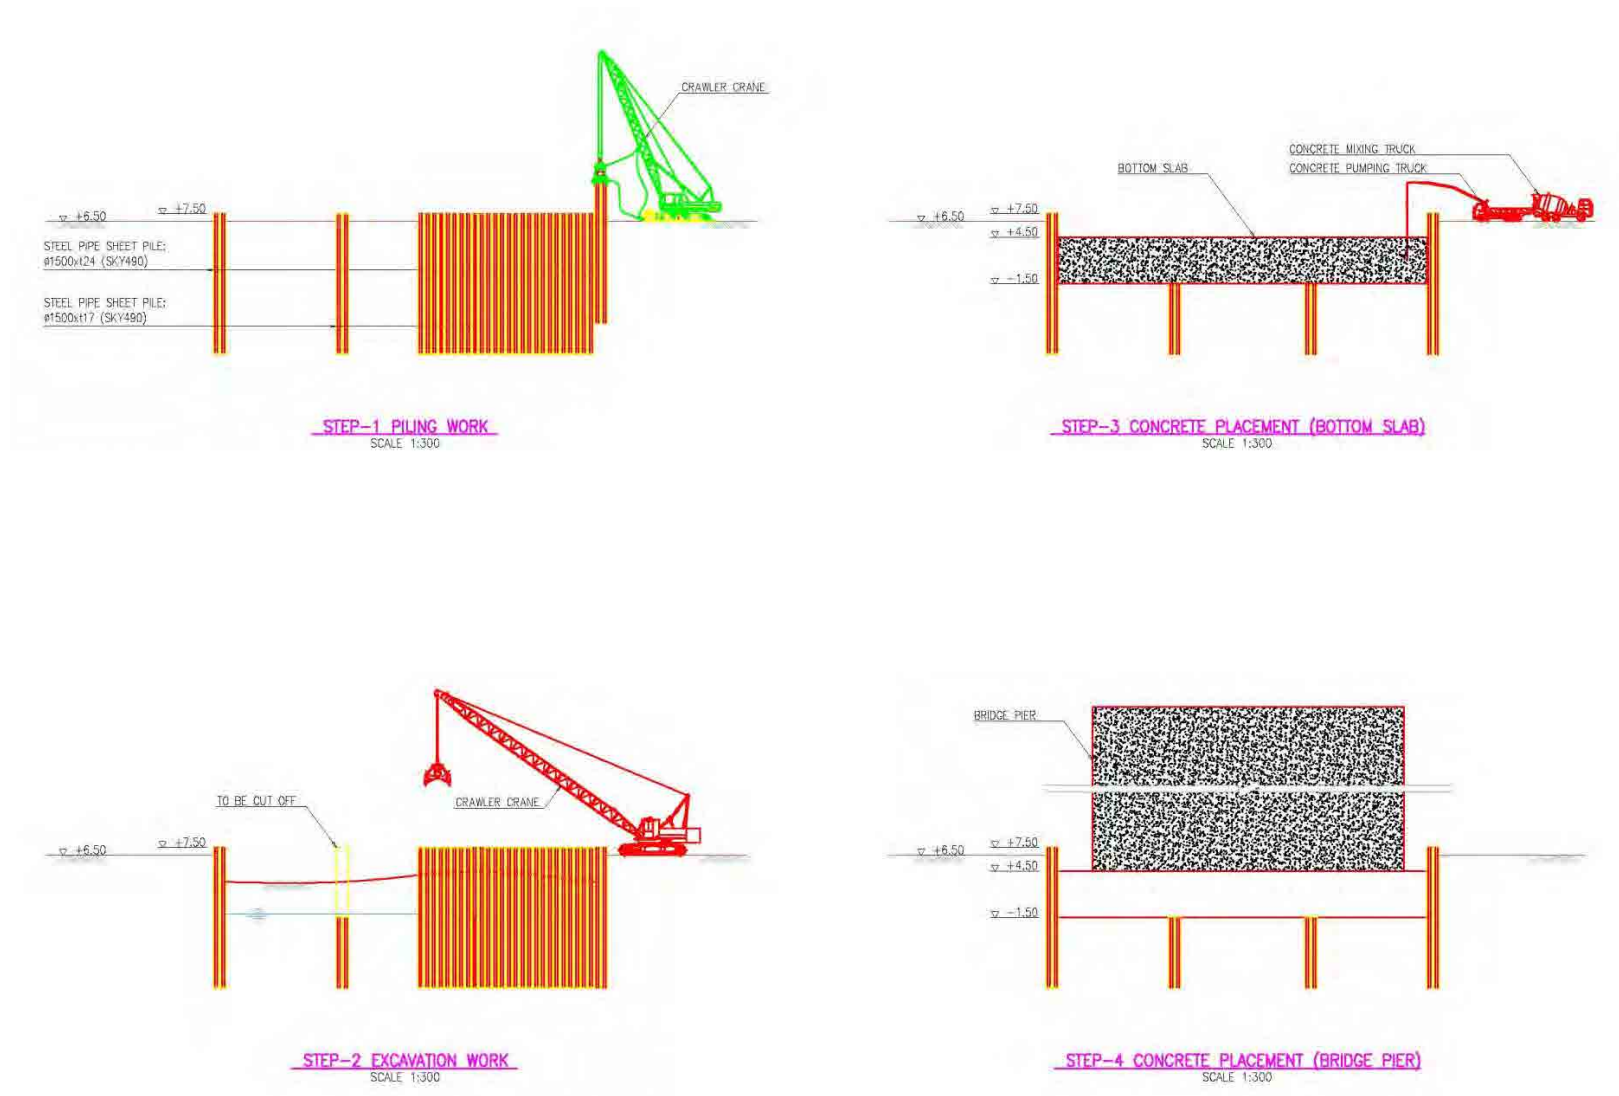 CRAWLER CRANE
+6.50
+7.50
STEEL PIPE SHEET PILE;
ø1500xt24 (SKY490)
STEEL PIPE SHEET PILE;
ø1500xt17 (SKY490)
STEP-1 PILING WORK
SCALE 1:300
CONCRETE MIXING TRUCK
CONCRETE PUMPING TRUCK
BOTTOM SLAB
+6.50
+7.50
+4.50
-1.50
STEP-3 CONCRETE PLACEMENT (BOTTOM SLAB)
SCALE 1:300
TO BE CUT OFF
CRAWLER CRANE
+6.50
+7.50
STEP-2 EXCAVATION WORK
SCALE 1:300
BRIDGE PIER
+6.50
+7.50
+4.50
-1.50
STEP-4 CONCRETE PLACEMENT (BRIDGE PIER)
SCALE 1:300